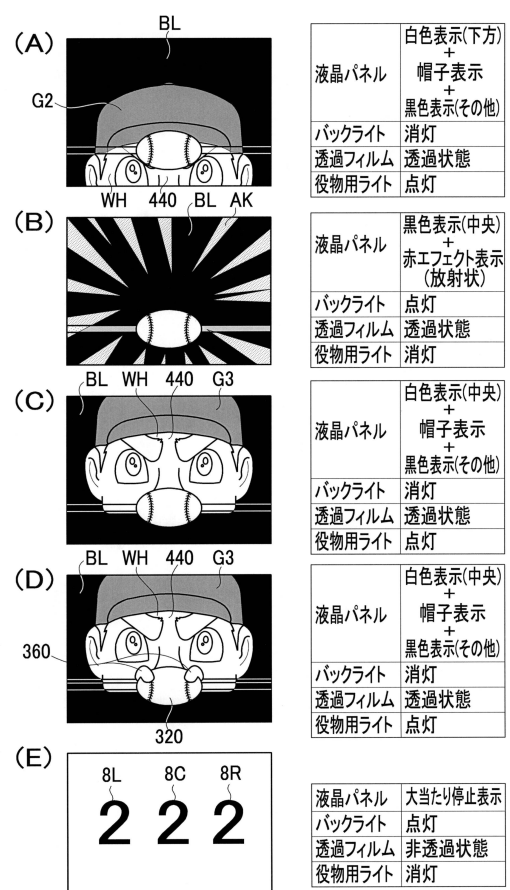 (A)
BL
G2
WH 440
液晶パネル
白色表示(下方)
+
帽子表示
+
黒色表示(その他)
バックライト 消灯
透過フィルム 透過状態
役物用ライト 点灯
(B)
BL AK
液晶パネル
黒色表示(中央)
+
赤エフェクト表示
(放射状)
バックライト 点灯
透過フィルム 透過状態
役物用ライト 消灯
(C)
BL WH 440 G3
液晶パネル
白色表示(中央)
+
帽子表示
+
黒色表示(その他)
バックライト 消灯
透過フィルム 透過状態
役物用ライト 点灯
(D)
BL WH 440 G3
360
320
液晶パネル
白色表示(中央)
+
帽子表示
+
黒色表示(その他)
バックライト 消灯
透過フィルム 透過状態
役物用ライト 点灯
(E)
8L 8C 8R
2 2 2
液晶パネル 大当たり停止表示
バックライト 点灯
透過フィルム 非透過状態
役物用ライト 消灯